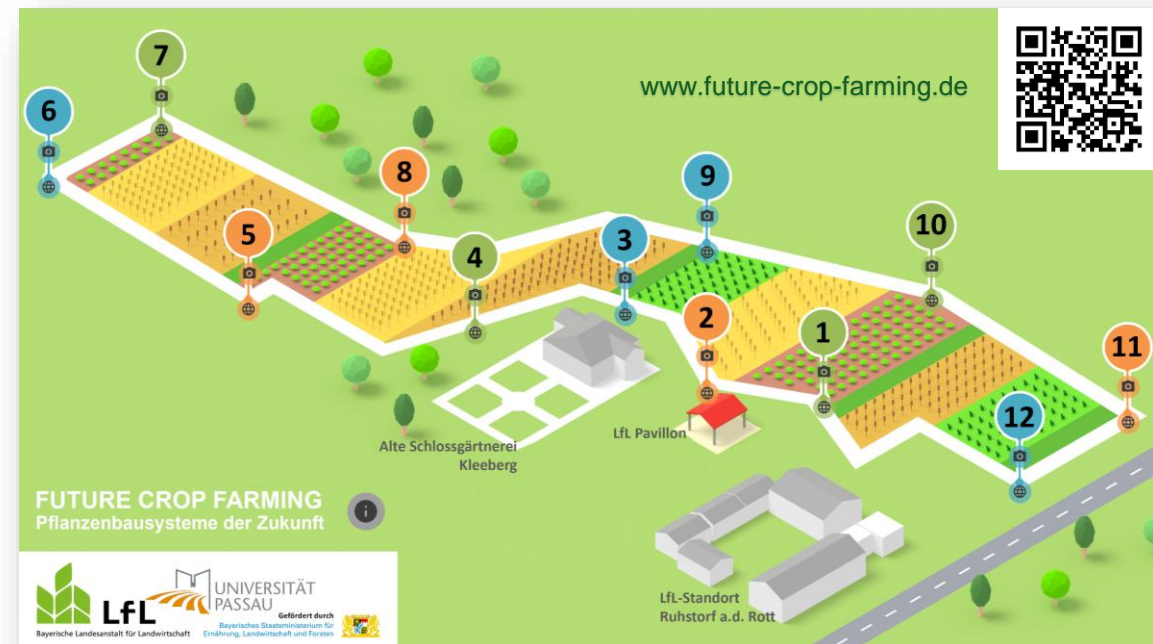 www.future-crop-farming.de
7
6
8
9
5
4
3
10
2
1
11
12
Alte Schlossgärtnerei
Kleeberg
LfL Pavillon
FUTURE CROP FARMING
Pflanzenbausysteme der Zukunft
i
LfL-Standort
Ruhstorf a.d. Rott
LfL
Bayerische Landesanstalt für Landwirtschaft
UNIVERSITÄT
PASSAU
Gefördert durch
Bayerisches Staatsministerium für
Ernährung, Landwirtschaft und Forsten